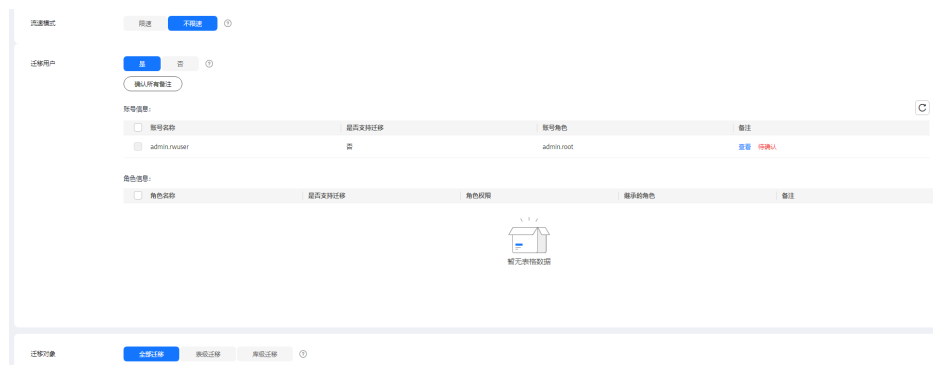 流速模式 限速 不限速
迁移用户 是 否
确认所有备注
账号信息：
账号名称 是否支持迁移 账号角色 备注
admin.rwuser 否 admin.root 查看 待确认
角色信息：
角色名称 是否支持迁移 角色权限 继承的角色 备注
暂无表格数据
迁移对象 全部迁移 表级迁移 库级迁移